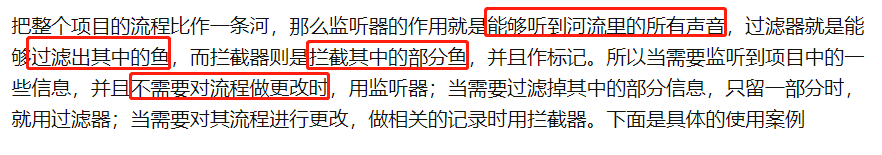 把整个项目的流程比作一条河，那么监听器的作用就是能够听到河流里的所有声音，过滤器就是能
够过滤出其中的鱼，而拦截器则是拦截其中的部分鱼，并且作标记。所以当需要监听到项目中的一
些信息，并且不需要对流程做更改时，用监听器；当需要过滤掉其中的部分信息，只留一部分时，
就用过滤器；当需要对其流程进行更改，做相关的记录时用拦截器。下面是具体的使用案例